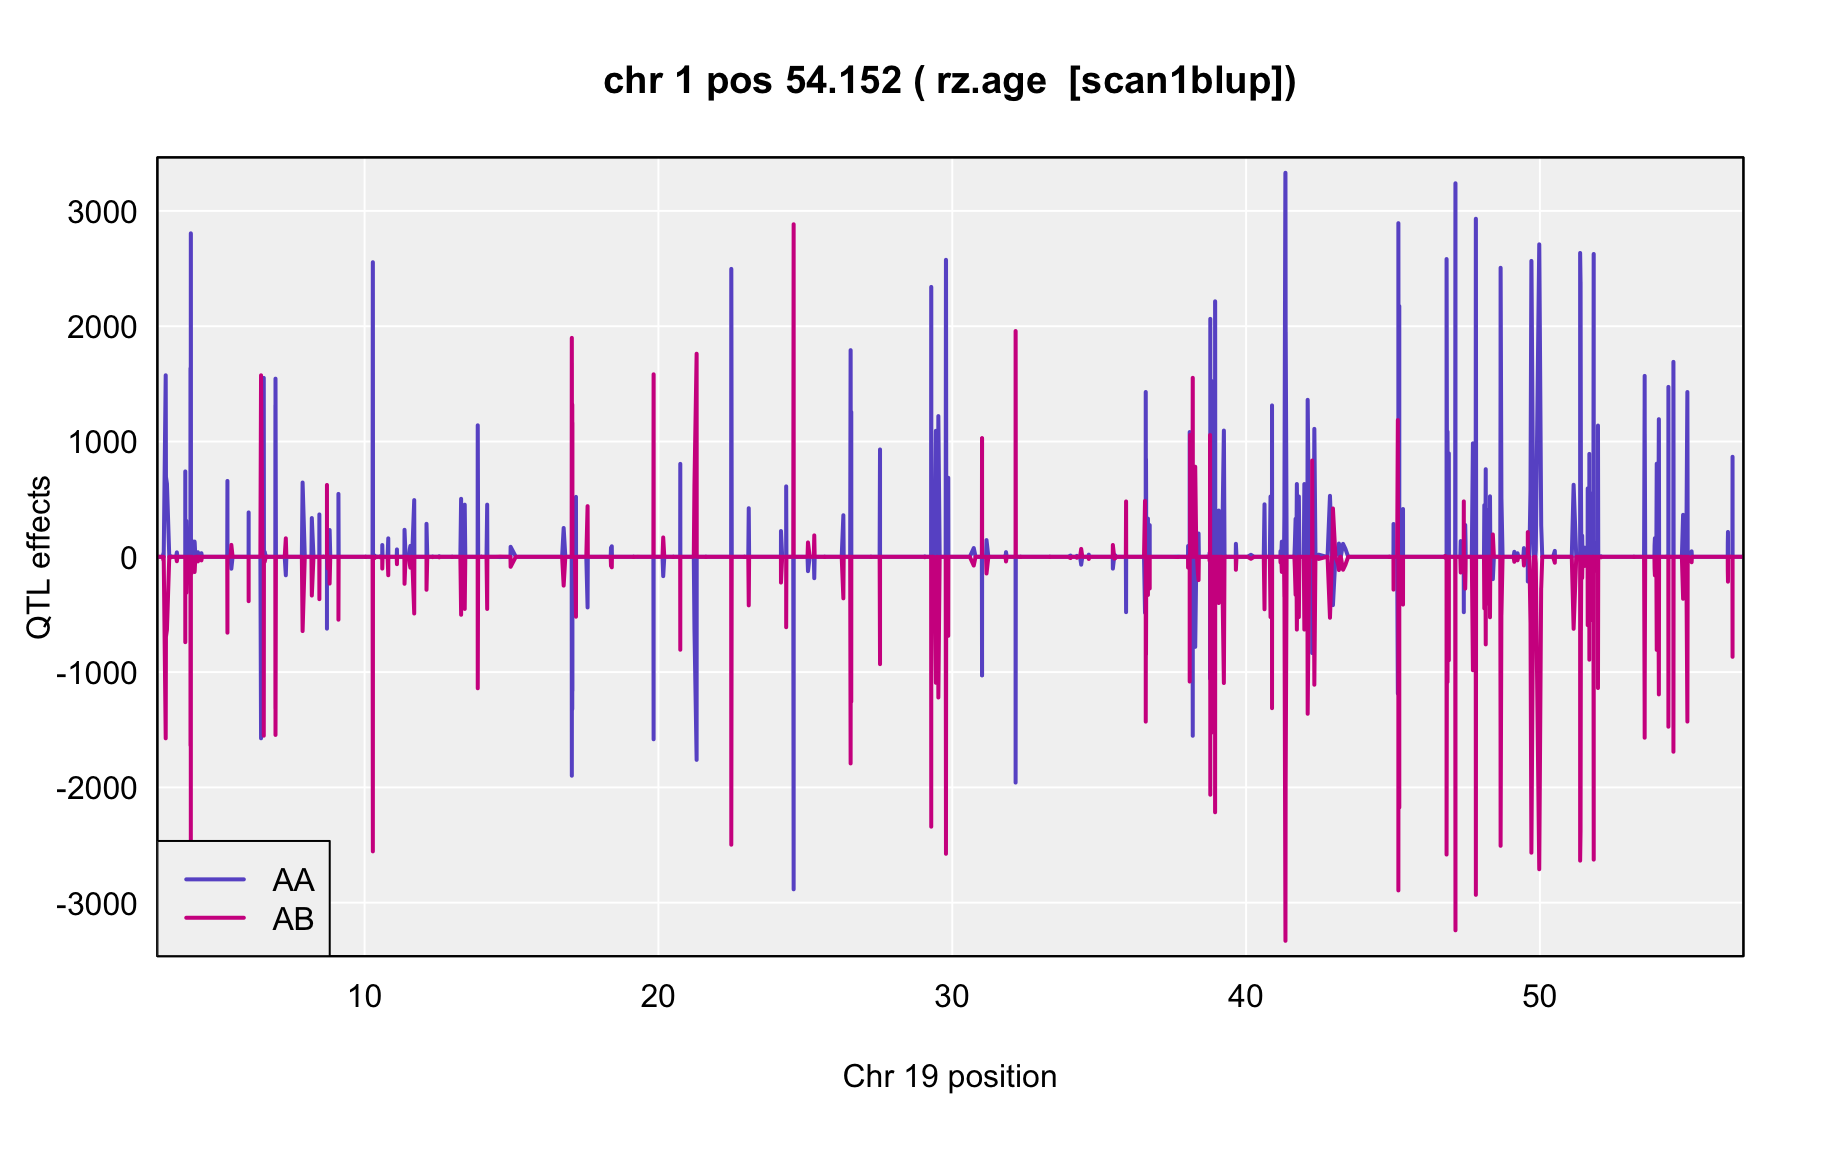 chr 1 pos 54.152 ( rz.age  [scan1blup])
QTL effects
3000
2000
1000
0
-1000
-2000
-3000
AA
AB
10 20 30 40 50
Chr 19 position